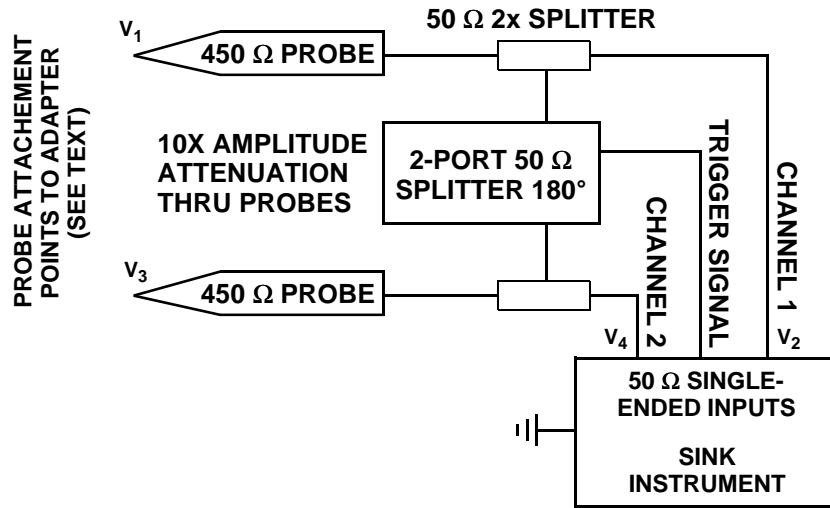 50 Ω 2x SPLITTER
V1
450 Ω PROBE
PROBE ATTACHEMENT
POINTS TO ADAPTER
(SEE TEXT)
10X AMPLITUDE
ATTENUATION
THRU PROBES
2-PORT 50 Ω
SPLITTER 180°
TRIGGER SIGNAL
CHANNEL 1
CHANNEL 2
V3
450 Ω PROBE
V4
V2
50 Ω SINGLE-
ENDED INPUTS
SINK
INSTRUMENT